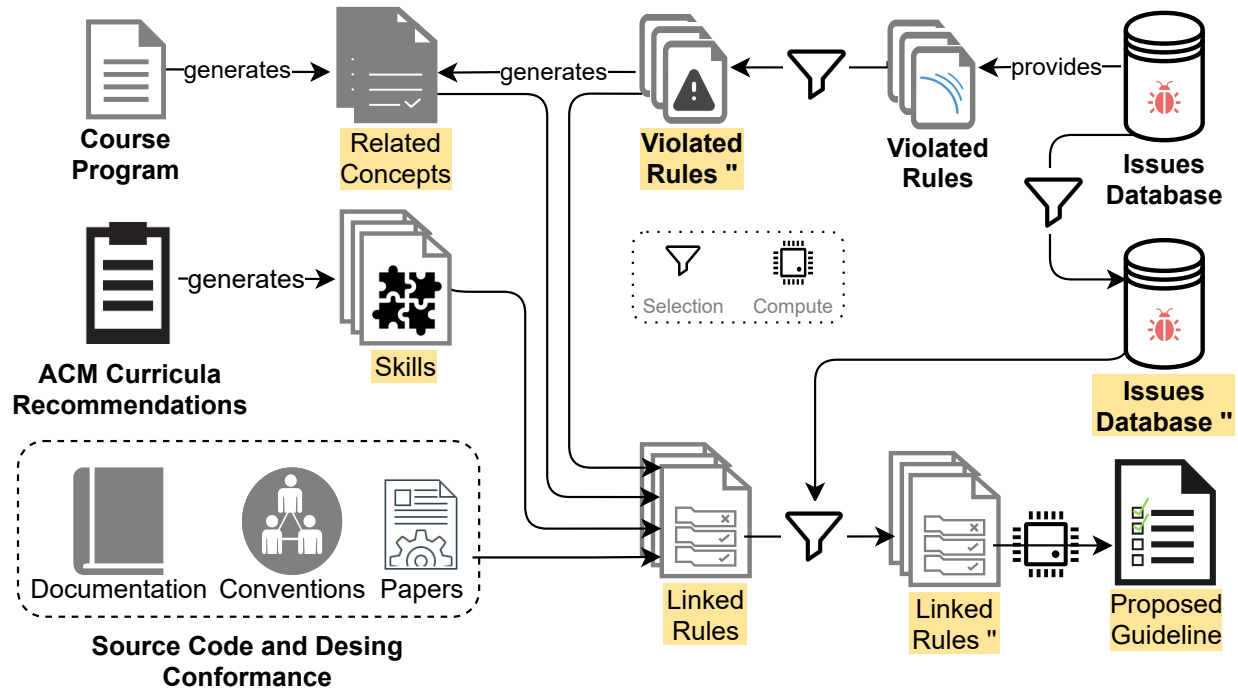 generates
generates
provides
Course
Program
Related
Concepts
Violated
Rules "
Violated
Rules
Issues
Database
generates
Selection
Compute
Skills
ACM Curricula
Recommendations
Issues
Database "
Documentation
Conventions
Papers
Linked
Rules
Linked
Rules "
Proposed
Guideline
Source Code and Desing
Conformance